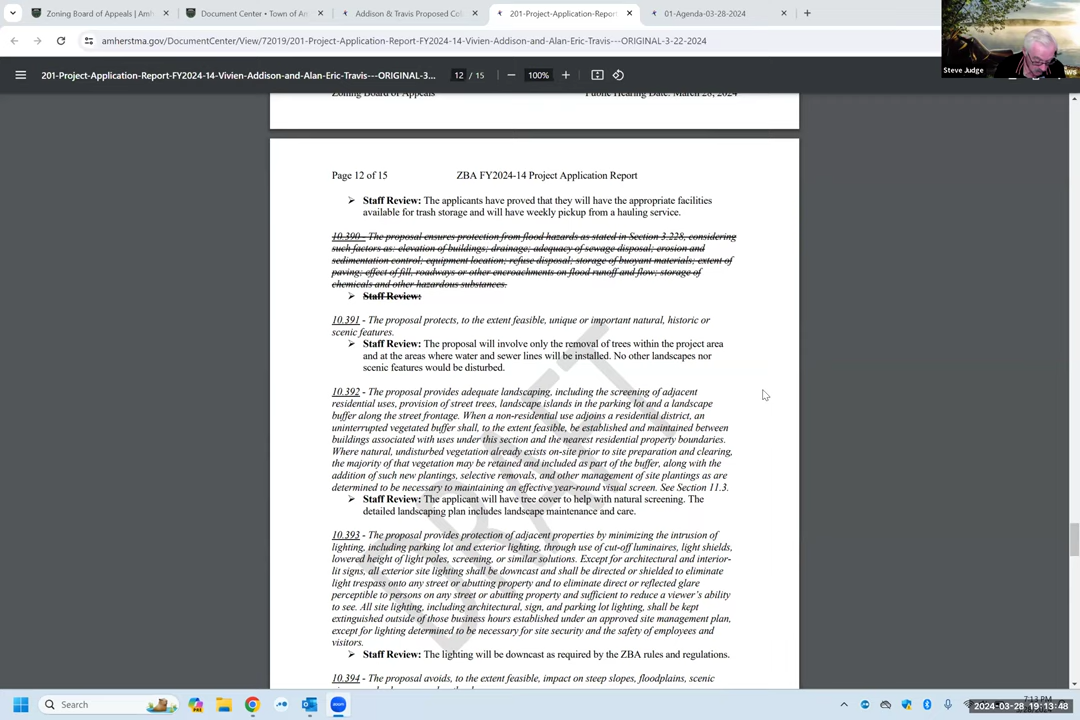 Zoning Board of Appeals | Amh
Document Center • Town of Am
Addison & Travis Proposed Co
201-Project-Application-Report
01-Agenda-03-28-2024
amherstma.gov/DocumentCenter/View/72019/201-Project-Application-Report-FY2024-14-Vivien-Addison-and-Alan-Eric-Travis---ORIGINAL-3-22-2024
Steve Judge
201-Project-Application-Report-FY2024-14-Vivien-Addison-and-Alan-Eric-Travis---ORIGINAL-3...
12 / 15
100%
Zoning Board of Appeals Public Hearing Date: March 28, 2024
Page 12 of 15 ZBA FY2024-14 Project Application Report
➤ Staff Review: The applicants have proved that they will have the appropriate facilities
available for trash storage and will have weekly pickup from a hauling service.
10.390 - The proposal ensures protection from flood hazards as stated in Section 3.228, considering
such factors as: elevation of buildings; drainage; adequacy of sewage disposal; erosion and
sedimentation control; equipment location; refuse disposal; storage of buoyant materials; extent of
paving; effect of fill, roadways or other encroachments on flood runoff and flow; storage of
chemicals and other hazardous substances.
➤ Staff Review:
10.391 - The proposal protects, to the extent feasible, unique or important natural, historic or
scenic features.
➤ Staff Review: The proposal will involve only the removal of trees within the project area
and at the areas where water and sewer lines will be installed. No other landscapes nor
scenic features would be disturbed.
10.392 - The proposal provides adequate landscaping, including the screening of adjacent
residential uses, provision of street trees, landscape islands in the parking lot and a landscape
buffer along the street frontage. When a non-residential use adjoins a residential district, an
uninterrupted vegetated buffer shall, to the extent feasible, be established and maintained between
buildings associated with uses under this section and the nearest residential property boundaries.
Where natural, undisturbed vegetation already exists on-site prior to site preparation and clearing,
the majority of that vegetation may be retained and included as part of the buffer, along with the
addition of such new plantings, selective removals, and other management of site plantings as are
determined to be necessary to maintaining an effective year-round visual screen. See Section 11.3.
➤ Staff Review: The applicant will have tree cover to help with natural screening. The
detailed landscaping plan includes landscape maintenance and care.
10.393 - The proposal provides protection of adjacent properties by minimizing the intrusion of
lighting, including parking lot and exterior lighting, through use of cut-off luminaires, light shields,
lowered height of light poles, screening, or similar solutions. Except for architectural and interior-
lit signs, all exterior site lighting shall be downcast and shall be directed or shielded to eliminate
light trespass onto any street or abutting property and to eliminate direct or reflected glare
perceptible to persons on any street or abutting property and sufficient to reduce a viewer's ability
to see. All site lighting, including architectural, sign, and parking lot lighting, shall be kept
extinguished outside of those business hours established under an approved site management plan,
except for lighting determined to be necessary for site security and the safety of employees and
visitors.
➤ Staff Review: The lighting will be downcast as required by the ZBA rules and regulations.
10.394 - The proposal avoids, to the extent feasible, impact on steep slopes, floodplains, scenic
DRAFT
Search
zoom
7:13 PM
2024-03-28 19:13:48